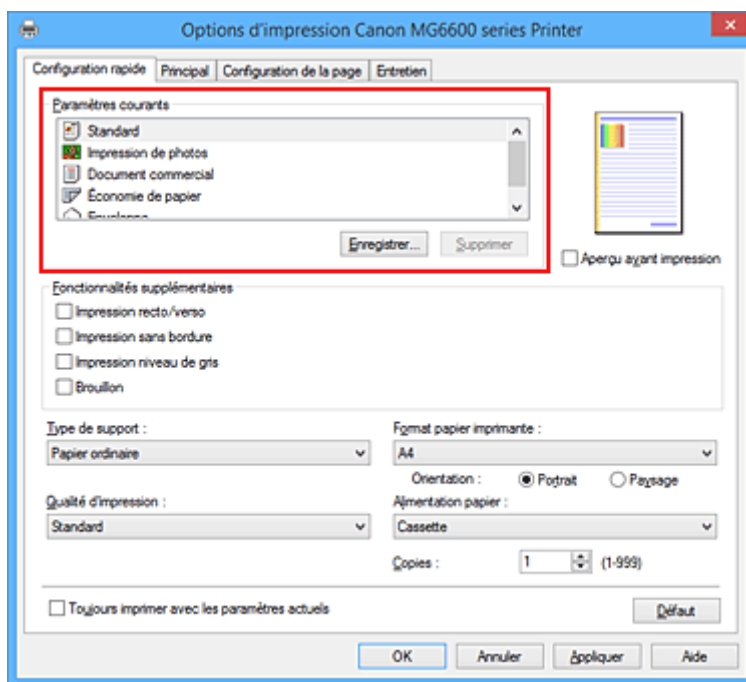 Options d'impression Canon MG6600 series Printer
Configuration rapide Principal Configuration de la page Entretien
Paramètres courants
Standard
Impression de photos
Document commercial
Économie de papier
Enregistrer... Supprimer
Aperçu avant impression
Fonctionnalités supplémentaires
Impression recto/verso
Impression sans bordure
Impression niveau de gris
Brouillon
Type de support : Format papier imprimante :
Papier ordinaire A4
Orientation : Portrait Paysage
Qualité d'impression : Alimentation papier :
Standard Cassette
Copies : 1 (1-999)
Toujours imprimer avec les paramètres actuels Défaut
OK Annuler Appliquer Aide